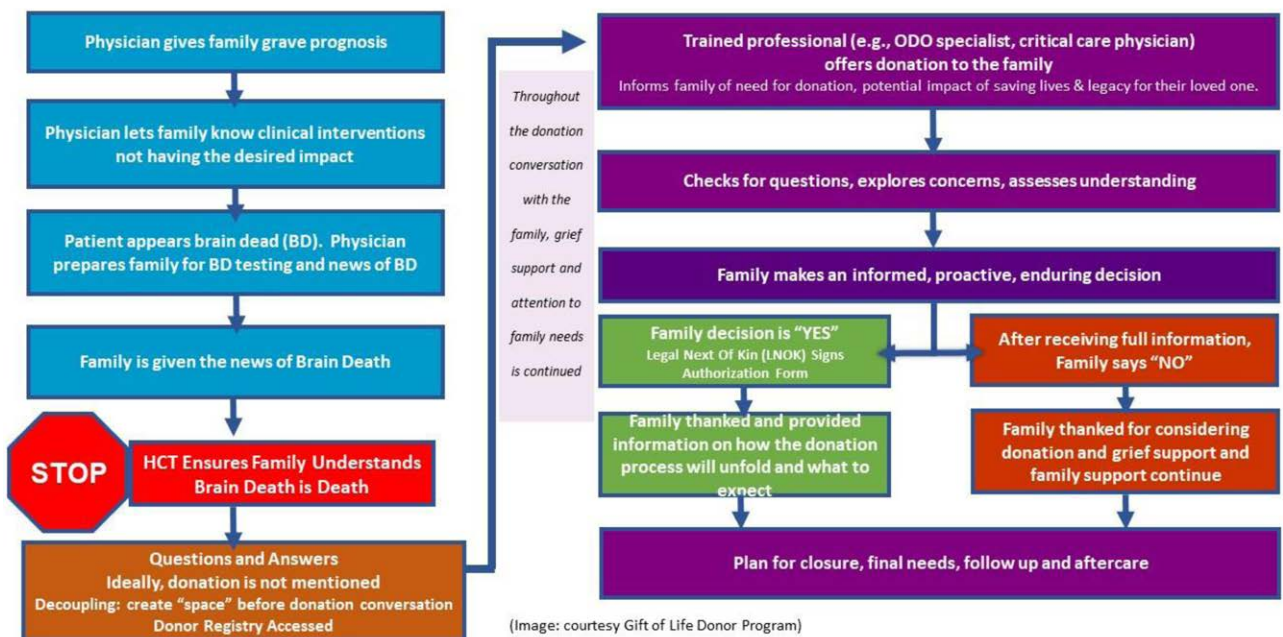 Physician gives family grave prognosis
Physician lets family know clinical interventions
not having the desired impact
Patient appears brain dead (BD). Physician
prepares family for BD testing and news of BD
Family is given the news of Brain Death
STOP
HCT Ensures Family Understands
Brain Death is Death
Questions and Answers
Ideally, donation is not mentioned
Decoupling: create “space” before donation conversation
Donor Registry Accessed
Throughout
the donation
conversation
with the
family, grief
support and
attention to
family needs
is continued
Trained professional (e.g., ODO specialist, critical care physician)
offers donation to the family
Informs family of need for donation, potential impact of saving lives & legacy for their loved one.
Checks for questions, explores concerns, assesses understanding
Family makes an informed, proactive, enduring decision
Family decision is “YES”
Legal Next Of Kin (LNOK) Signs
Authorization Form
After receiving full information,
Family says “NO”
Family thanked and provided
information on how the donation
process will unfold and what to
expect
Family thanked for considering
donation and grief support and
family support continue
Plan for closure, final needs, follow up and aftercare
(Image: courtesy Gift of Life Donor Program)